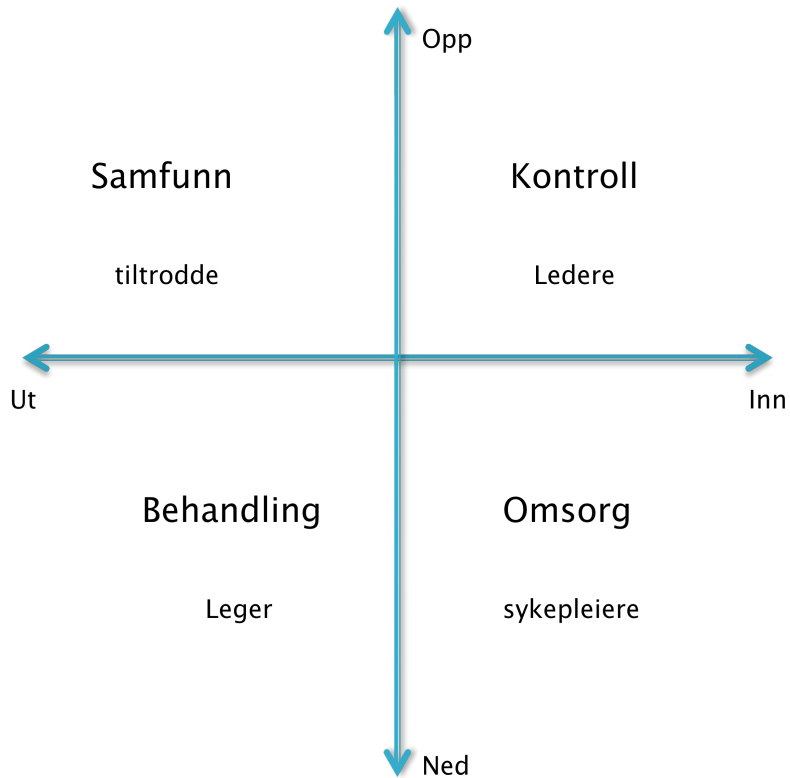 Opp
Samfunn
Kontroll
tiltrodde
Ledere
Ut
Inn
Behandling
Omsorg
Leger
sykepleiere
Ned